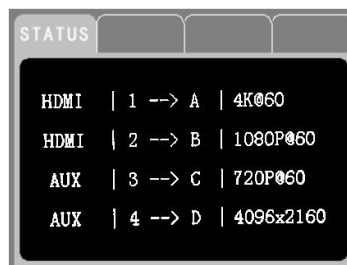 STATUS
HDMI | 1 --> A | 4K@60
HDMI | 2 --> B | 1080P@60
AUX | 3 --> C | 720P@60
AUX | 4 --> D | 4096x2160